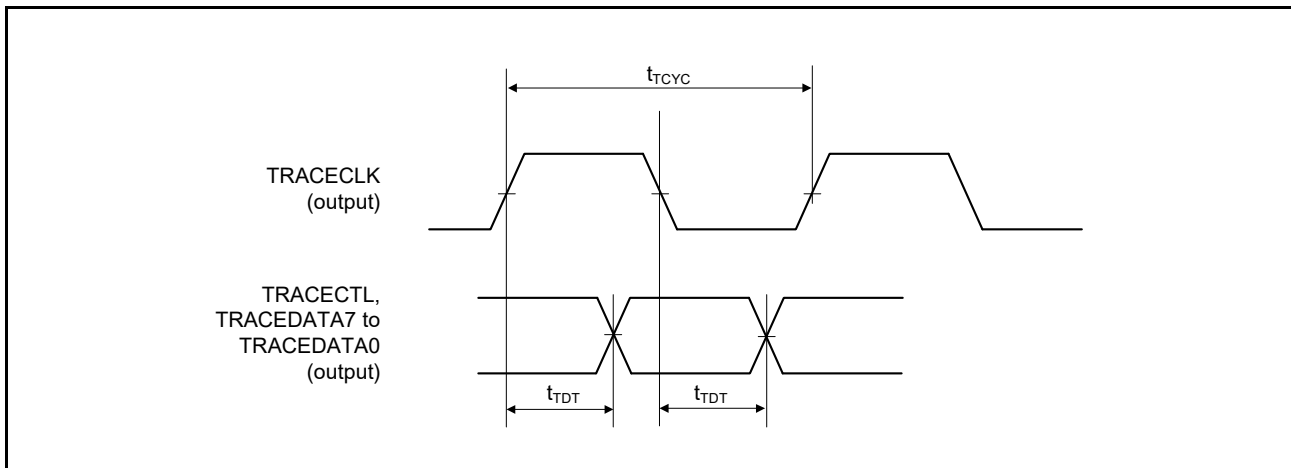 tTCYC
TRACECLK
(output)
TRACECTL,
TRACEDATA7 to
TRACEDATA0
(output)
tTDT tTDT